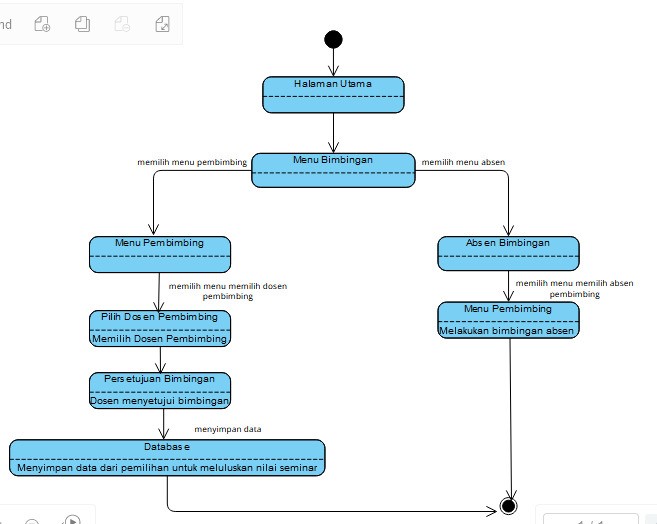 nd
Halaman Utama
Menu Bimbingan
memilih menu pembimbing
memilih menu absen
Menu Pembimbing
Absen Bimbingan
memilih menu memilih dosen
pembimbing
memilih menu memilih absen
pembimbing
Pilih Dosen Pembimbing
Memilih Dosen Pembimbing
Menu Pembimbing
Melakukan bimbingan absen
Persetujuan Bimbingan
Dosen menyetujui bimbingan
menyimpan data
Database
Menyimpan data dari pemilihan untuk meluluskan nilai seminar